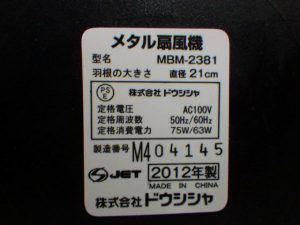 メタル扇風機
型名 MBM-2381
羽根の大きさ 直径 21cm
PSE 株式会社 ドウシシャ
定格電圧 AC100V
定格周波数 50Hz/60Hz
定格消費電力 75W/63W
製造番号 M404145
JET 2012年製
MADE IN CHINA
株式会社 ドウシシャ